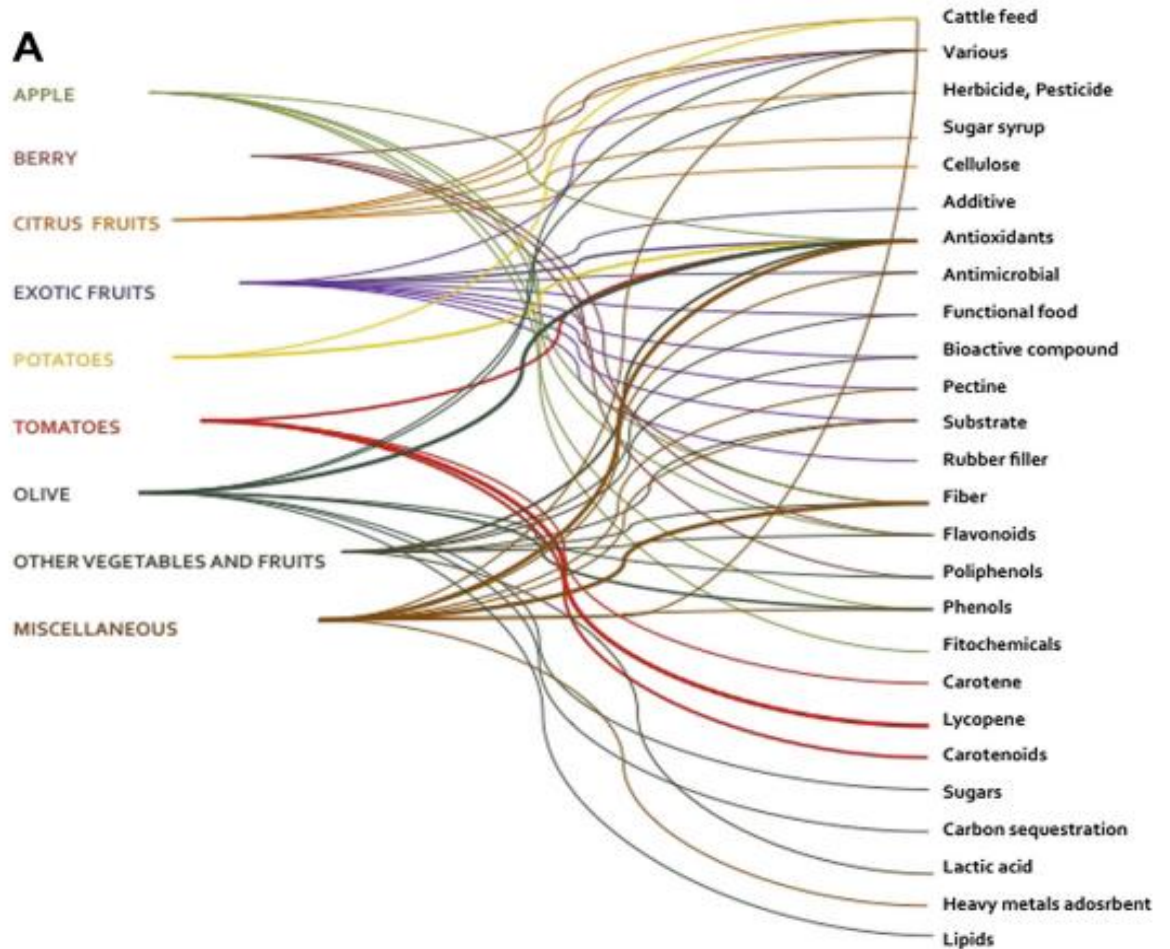 A
APPLE
BERRY
CITRUS FRUITS
EXOTIC FRUITS
POTATOES
TOMATOES
OLIVE
OTHER VEGETABLES AND FRUITS
MISCELLANEOUS
Cattle feed
Various
Herbicide, Pesticide
Sugar syrup
Cellulose
Additive
Antioxidants
Antimicrobial
Functional food
Bioactive compound
Pectine
Substrate
Rubber filler
Fiber
Flavonoids
Poliphenols
Phenols
Fitochemicals
Carotene
Lycopene
Carotenoids
Sugars
Carbon sequestration
Lactic acid
Heavy metals adosrbent
Lipids